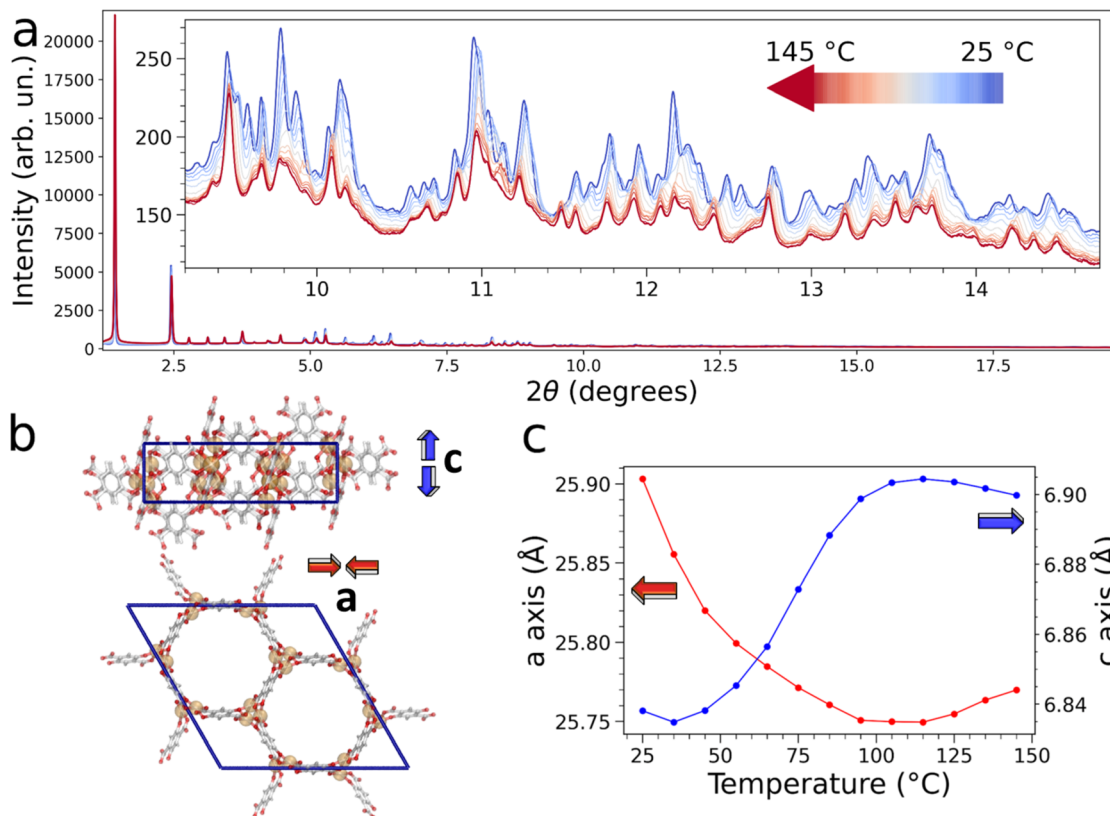 a
Intensity (arb. un.)
20000
17500
15000
12500
10000
7500
5000
2500
0
250
200
150
145 °C 25 °C
10 11 12 13 14
2.5 5.0 7.5 10.0 12.5 15.0 17.5
2θ (degrees)
b
c
a
c
a axis (Å)
25.90
25.85
25.80
25.75
6.90
6.88
6.86
6.84
c axis (Å)
25 50 75 100 125 150
Temperature (°C)